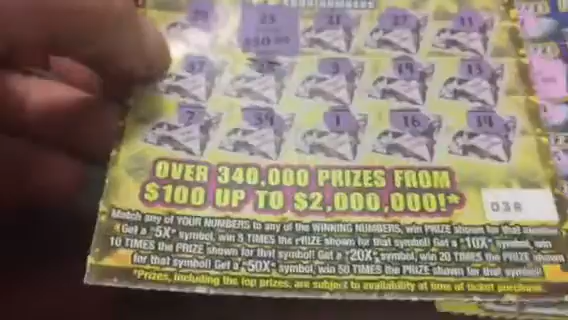 23 21 27 11
$50.00
37 3 19 13
7 39 1 16 14
OVER 340,000 PRIZES FROM
$100 UP TO $2,000,000!*
038
Match any of YOUR NUMBERS to any of the WINNING NUMBERS, win PRIZE shown for that number.
Get a "5X" symbol, win 5 TIMES the PRIZE shown for that symbol! Get a "10X" symbol, win
10 TIMES the PRIZE shown for that symbol! Get a "20X" symbol, win 20 TIMES the PRIZE shown
for that symbol! Get a "50X" symbol, win 50 TIMES the PRIZE shown for that symbol!
*Prizes, including the top prizes, are subject to availability at time of ticket purchase.